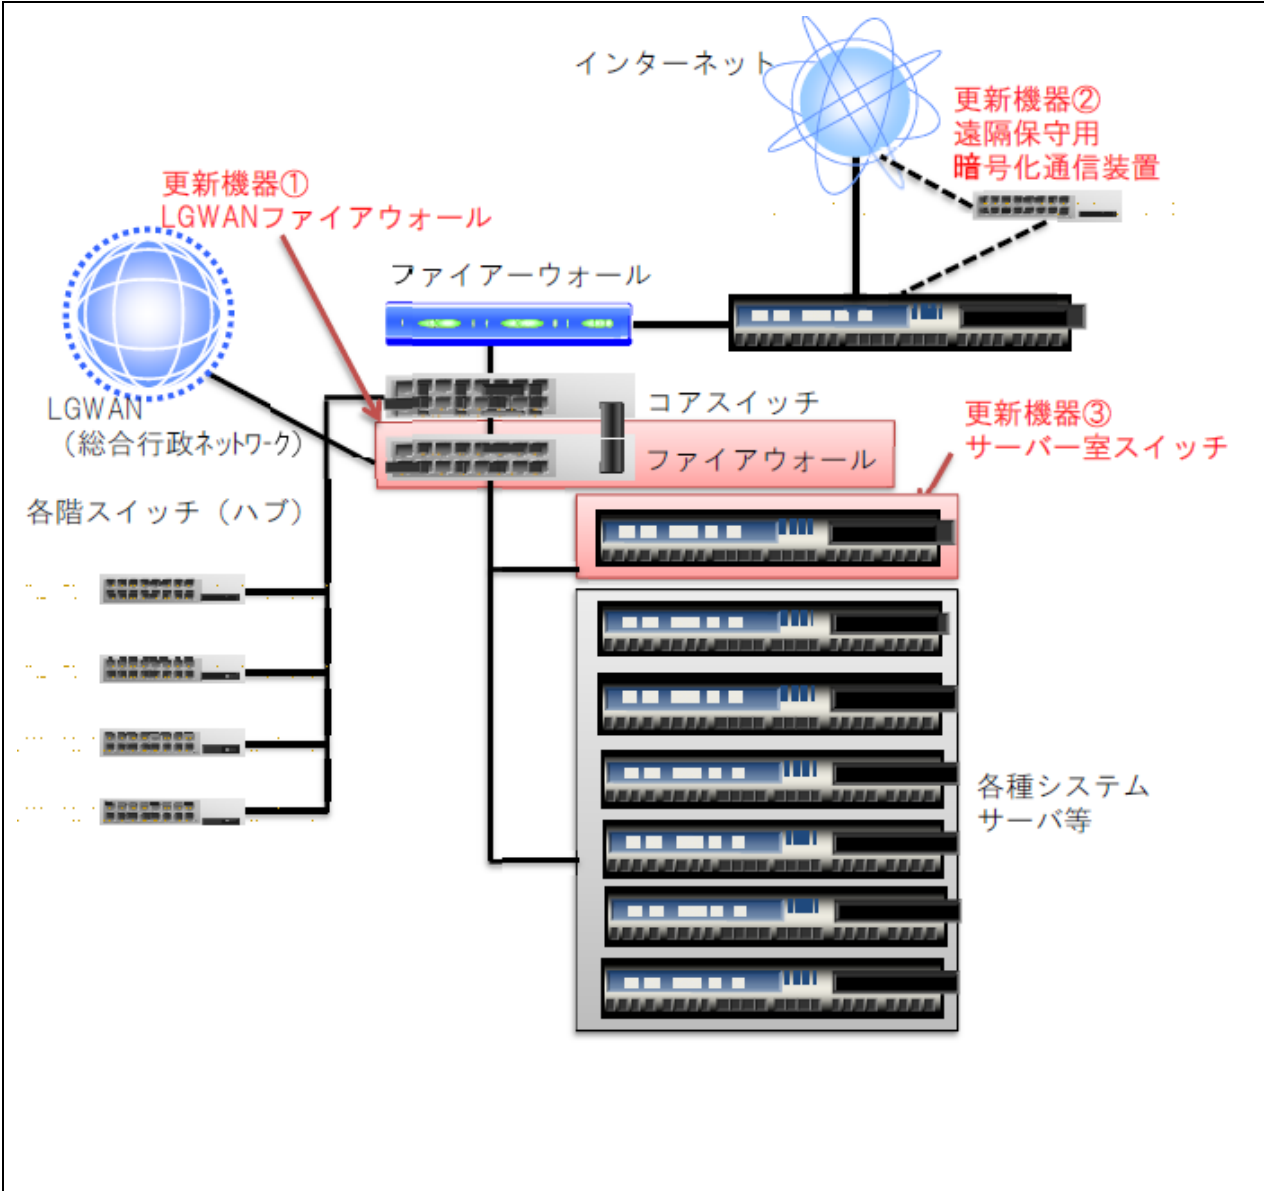 インターネット
更新機器②
遠隔保守用
暗号化通信装置
更新機器①
LGWANファイアウォール
ファイアーウォール
LGWAN
（総合行政ネットワーク）
コアスイッチ
ファイアウォール
更新機器③
サーバー室スイッチ
各階スイッチ（ハブ）
各種システム
サーバ等